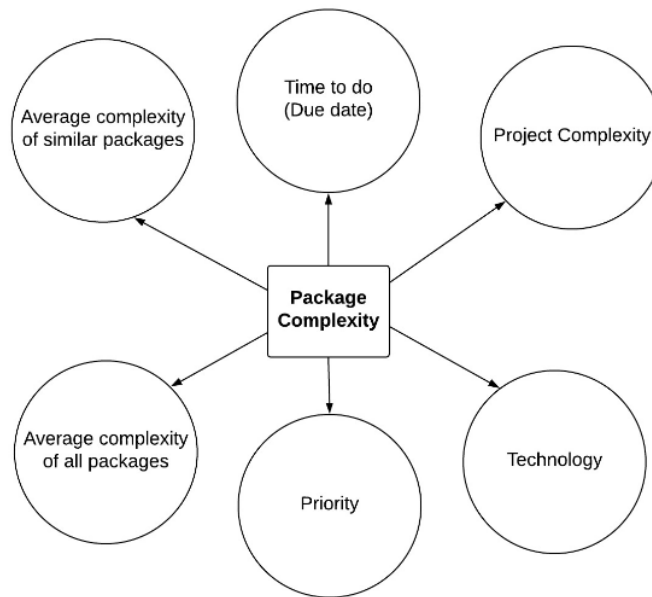 Time to do
(Due date)
Average complexity
of similar packages
Project Complexity
Package
Complexity
Average complexity
of all packages
Technology
Priority